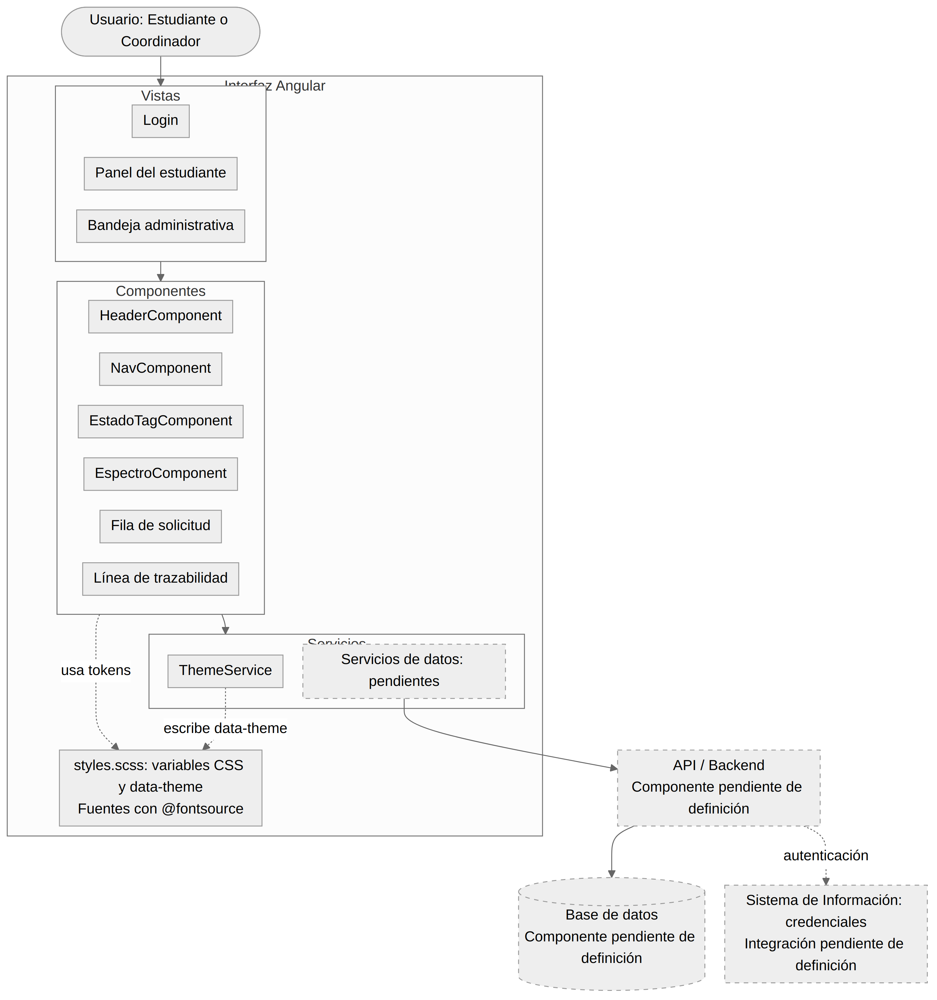 Usuario: Estudiante o
Coordinador
Interfaz Angular
Vistas
Login
Panel del estudiante
Bandeja administrativa
Componentes
HeaderComponent
NavComponent
EstadoTagComponent
EspectroComponent
Fila de solicitud
Línea de trazabilidad
Servicios
Servicios de datos:
pendientes
ThemeService
usa tokens
escribe data-theme
styles.scss: variables CSS
y data-theme
Fuentes con @fontsource
API / Backend
Componente pendiente de
definición
autenticación
Base de datos
Componente pendiente de
definición
Sistema de Información:
credenciales
Integración pendiente de
definición